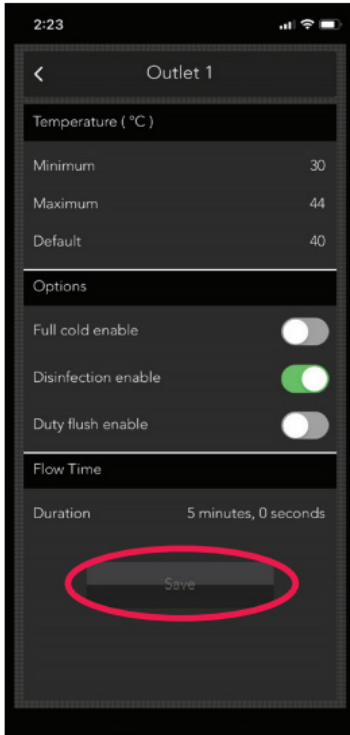 2:23
Outlet 1
Temperature ( °C )
Minimum 30
Maximum 44
Default 40
Options
Full cold enable
Disinfection enable
Duty flush enable
Flow Time
Duration 5 minutes, 0 seconds
Save